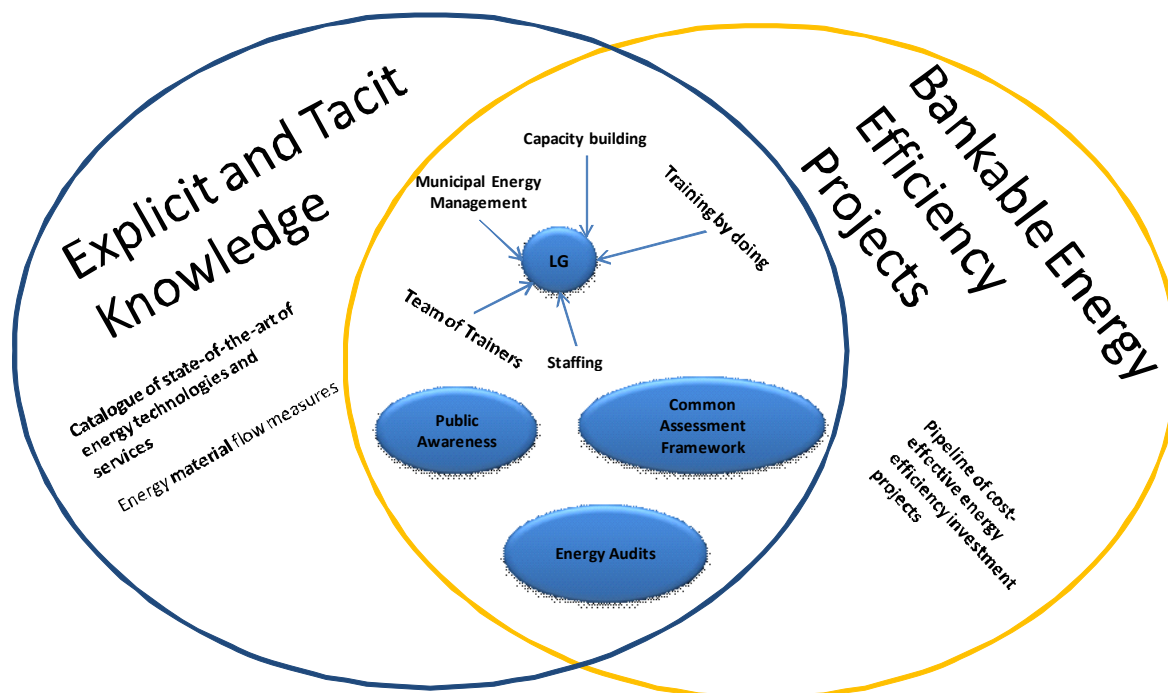 Explicit and Tacit
Knowledge
Catalogue of state-of-the-art of
energy technologies and
services
Energy material flow measures
Capacity building
Municipal Energy
Management
Training by doing
LG
Team of Trainers
Staffing
Public
Awareness
Common
Assessment
Framework
Energy Audits
Bankable Energy
Efficiency
Projects
Pipeline of cost-
effective energy
efficiency investment
projects